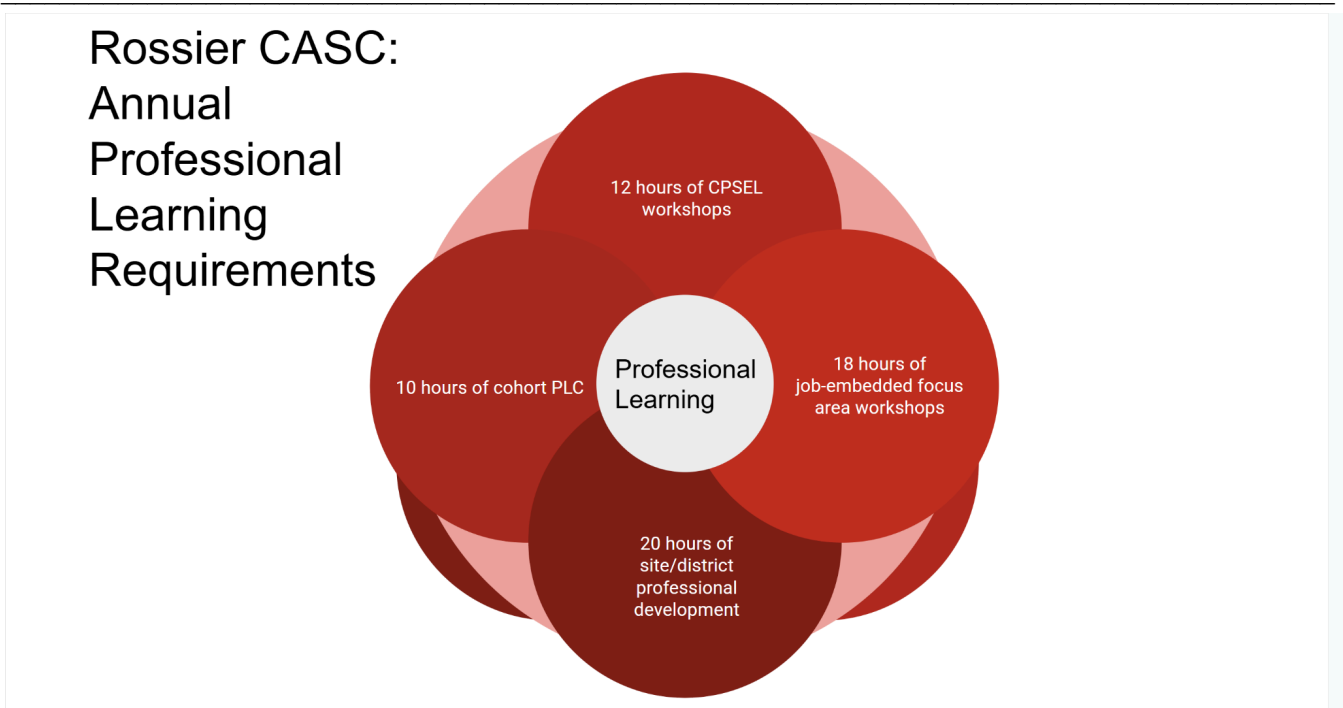 Rossier CASC:
Annual
Professional
Learning
Requirements
12 hours of CPSEL
workshops
10 hours of cohort PLC
Professional
Learning
18 hours of
job-embedded focus
area workshops
20 hours of
site/district
professional
development